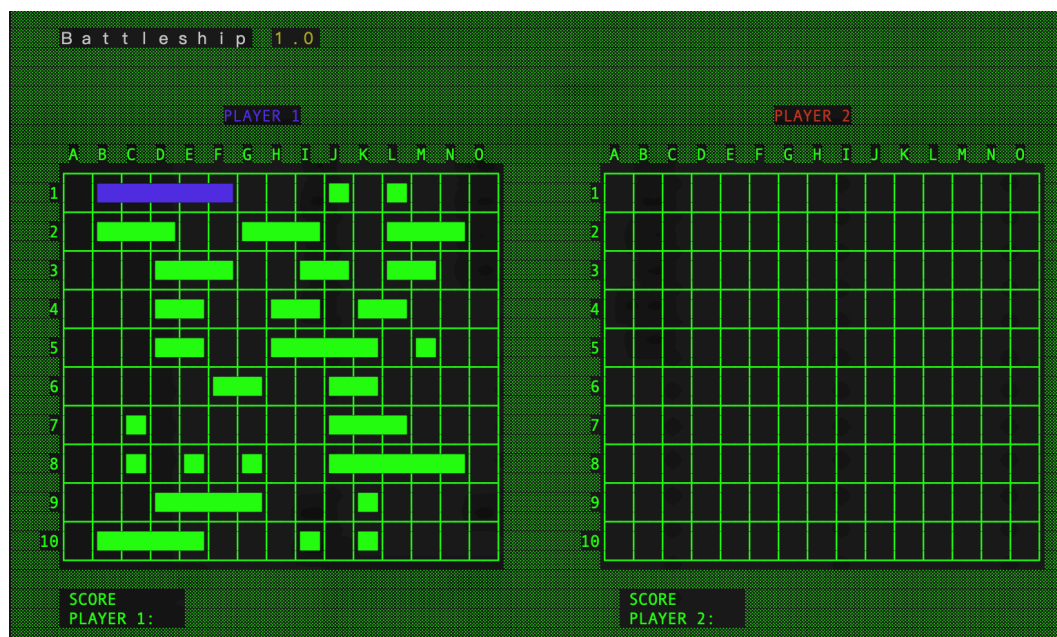 Battleship 1.0
PLAYER 1
PLAYER 2
A B C D E F G H I J K L M N O
A B C D E F G H I J K L M N O
1
1
2
2
3
3
4
4
5
5
6
6
7
7
8
8
9
9
10
10
SCORE
PLAYER 1:
SCORE
PLAYER 2: